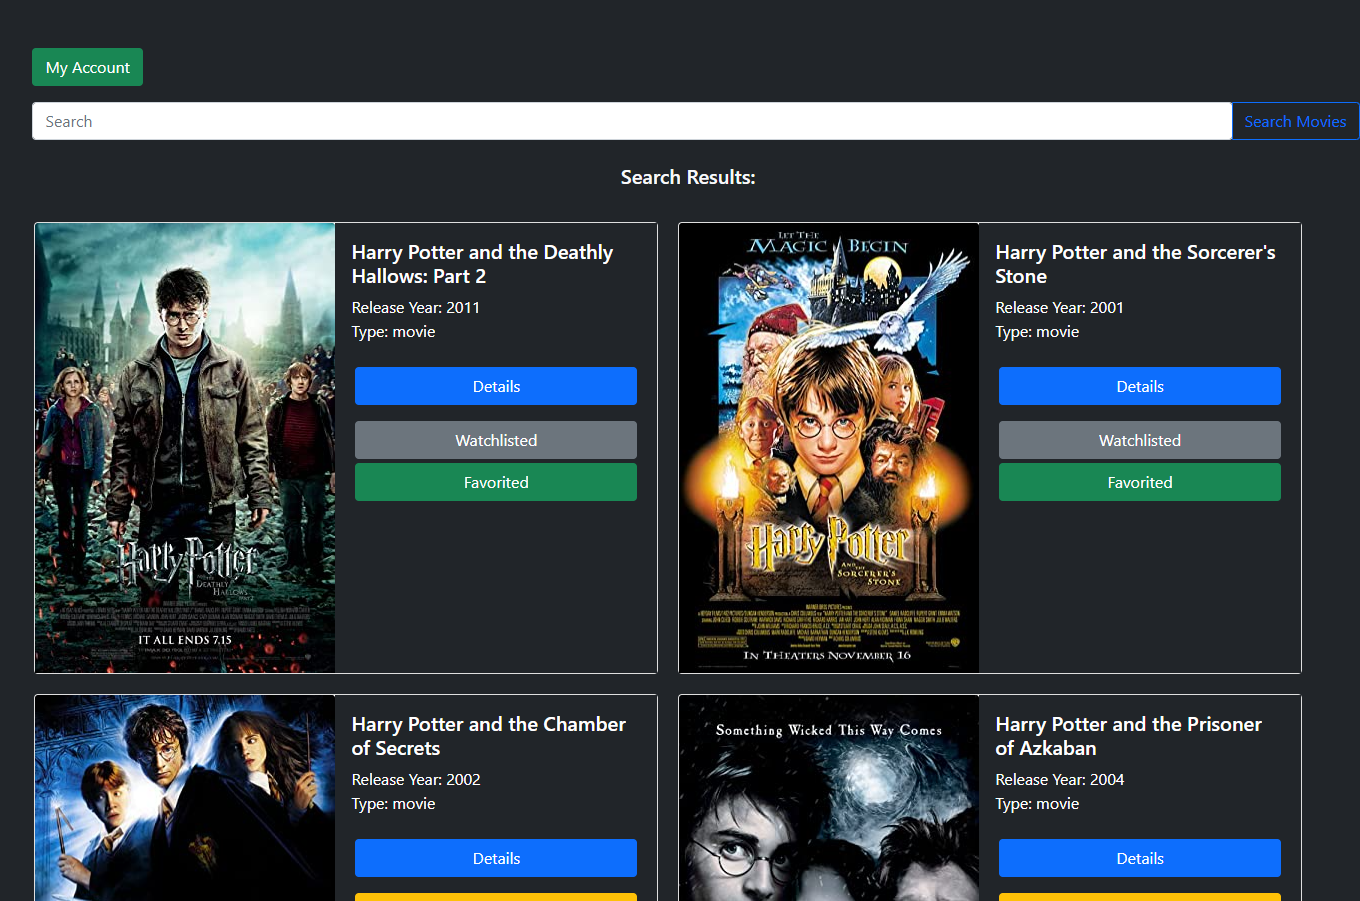 My Account
Search
Search Movies
Search Results:
Harry Potter and the Deathly
Hallows: Part 2
Release Year: 2011
Type: movie
Details
Watchlisted
Favorited
Harry Potter
AND THE
DEATHLY
HALLOWS
PART 2
IT ALL ENDS 7.15
Harry Potter and the Sorcerer's
Stone
Release Year: 2001
Type: movie
Details
Watchlisted
Favorited
LET THE
MAGIC BEGIN
Harry Potter
AND THE
SORCERER'S
STONE
IN THEATERS NOVEMBER 16
Harry Potter and the Chamber
of Secrets
Release Year: 2002
Type: movie
Details
Something Wicked This Way Comes
Harry Potter and the Prisoner
of Azkaban
Release Year: 2004
Type: movie
Details